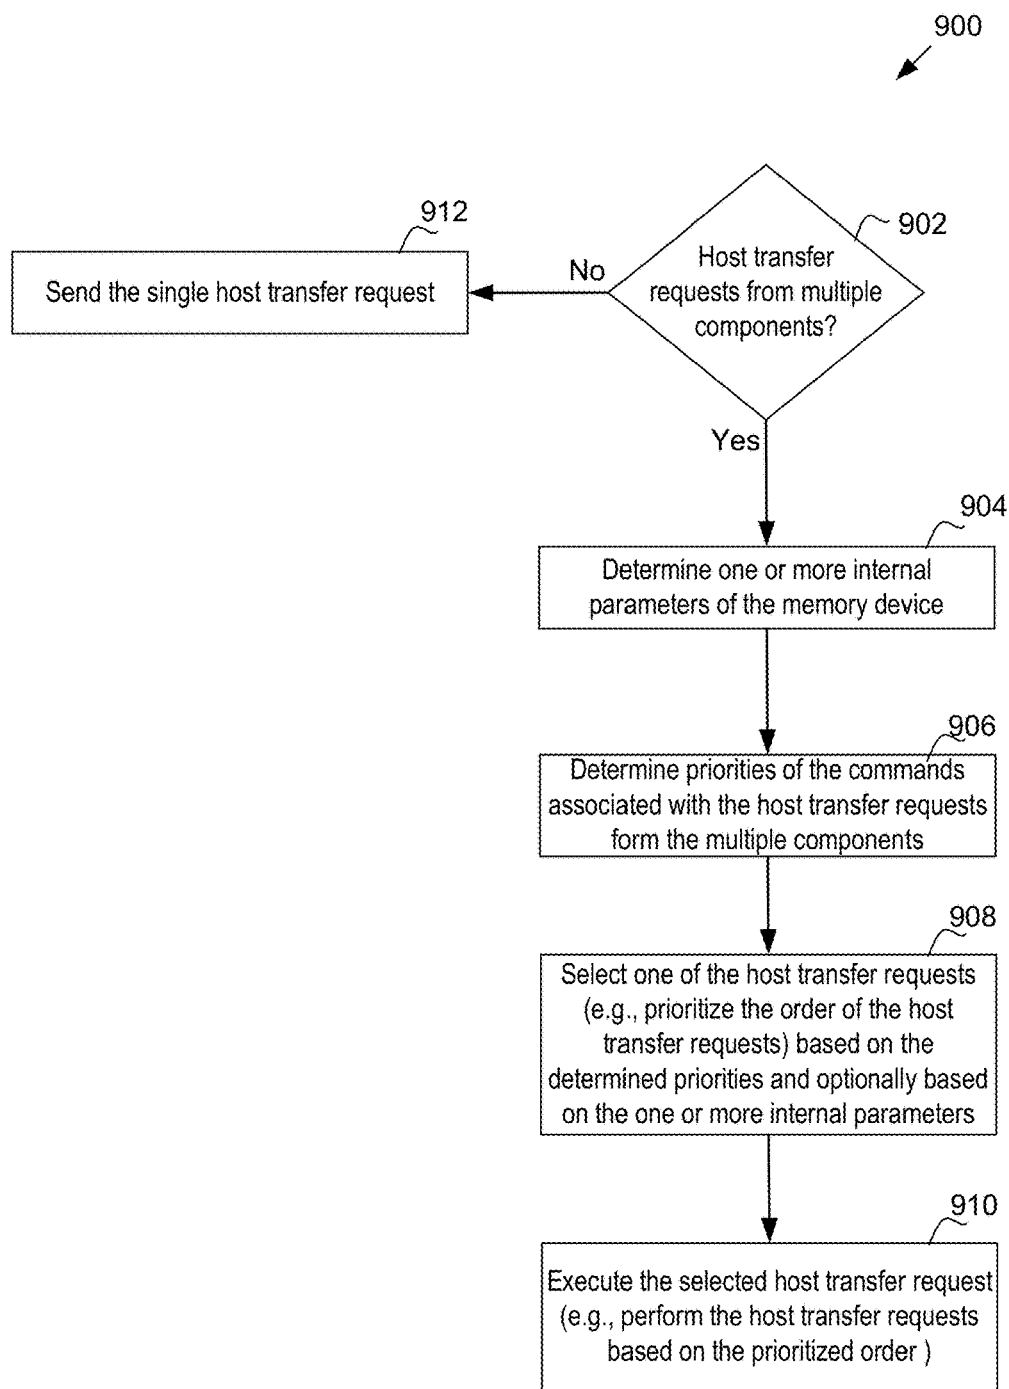 900
902
Host transfer
requests from multiple
components?
No
912
Send the single host transfer request
Yes
904
Determine one or more internal
parameters of the memory device
906
Determine priorities of the commands
associated with the host transfer requests
form the multiple components
908
Select one of the host transfer requests
(e.g., prioritize the order of the host
transfer requests) based on the
determined priorities and optionally based
on the one or more internal parameters
910
Execute the selected host transfer request
(e.g., perform the host transfer requests
based on the prioritized order )